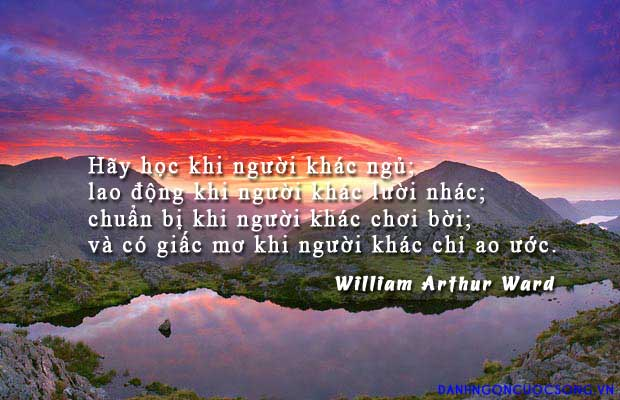 Hãy học khi người khác ngủ;
lao động khi người khác lười nhác;
chuẩn bị khi người khác chơi bời;
và có giấc mơ khi người khác chỉ ao ước.
William Arthur Ward
DANHNGONCUOCSONG.VN